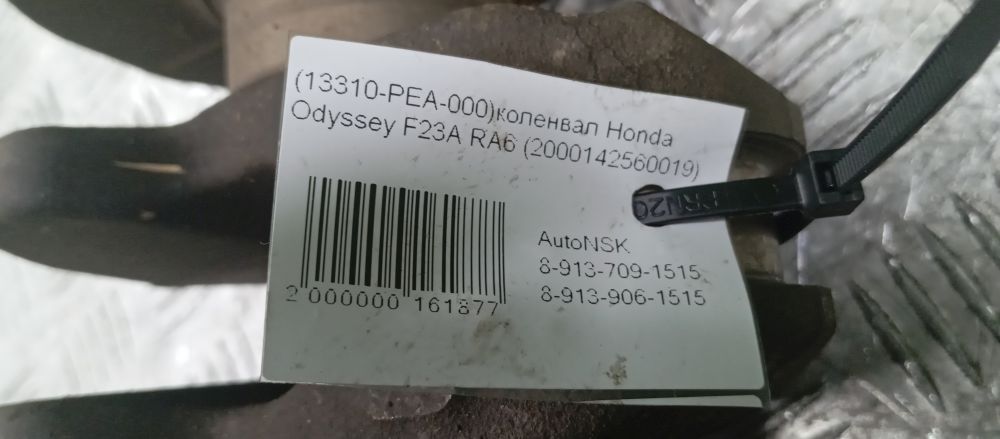 (13310-PEA-000)коленвал Honda
Odyssey F23A RA6 (2000142560019)
2 000000 161877
AutoNSK
8-913-709-1515
8-913-906-1515